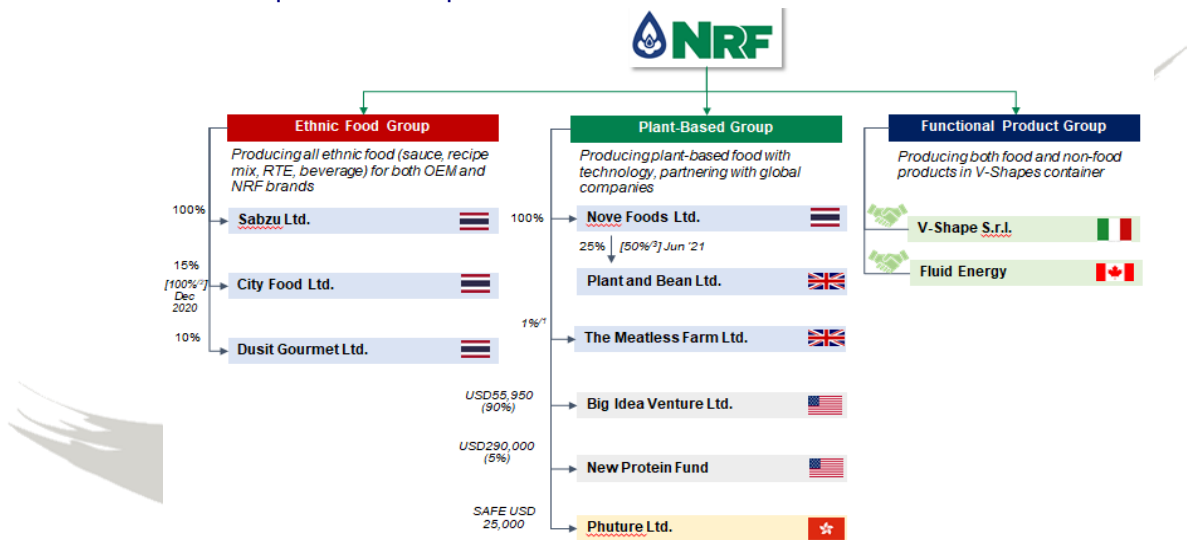 NRF
Ethnic Food Group
Producing all ethnic food (sauce, recipe
mix, RTE, beverage) for both OEM and
NRF brands
100%
Sabzu Ltd.
15%
[100%/2]
Dec
2020
City Food Ltd.
10%
Dusit Gourmet Ltd.
Plant-Based Group
Producing plant-based food with
technology, partnering with global
companies
100%
Nove Foods Ltd.
25% [50%/3] Jun '21
Plant and Bean Ltd.
1%/1
The Meatless Farm Ltd.
USD55,950
(90%)
Big Idea Venture Ltd.
USD290,000
(5%)
New Protein Fund
SAFE USD
25,000
Phuture Ltd.
Functional Product Group
Producing both food and non-food
products in V-Shapes container
V-Shape S.r.l.
Fluid Energy